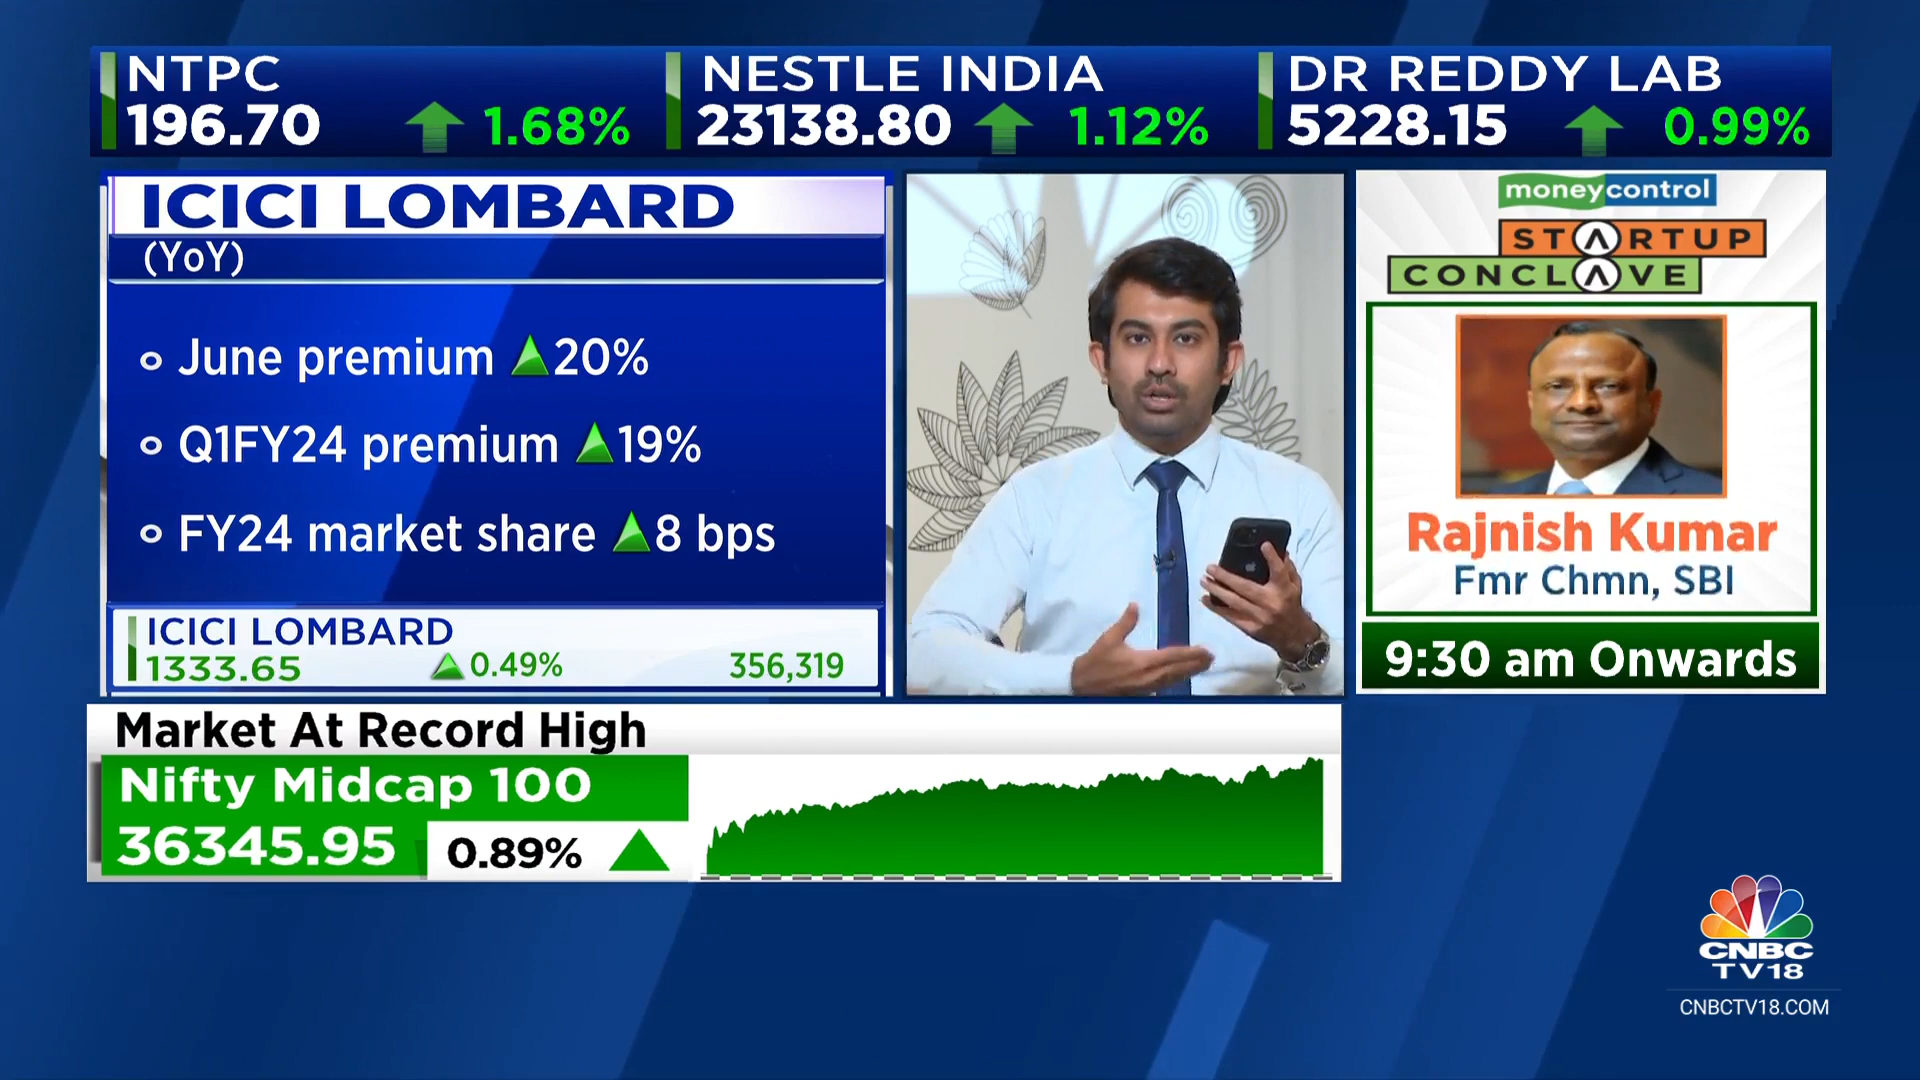 NTPC
196.70 1.68%
NESTLE INDIA
23138.80 1.12%
DR REDDY LAB
5228.15 0.99%
ICICI LOMBARD
(YoY)
June premium 20%
Q1FY24 premium 19%
FY24 market share 8 bps
ICICI LOMBARD
1333.65 0.49% 356,319
moneycontrol
STARTUP
CONCLAVE
Rajnish Kumar
Fmr Chmn, SBI
9:30 am Onwards
Market At Record High
Nifty Midcap 100
36345.95 0.89%
CNBC
TV18
CNBCTV18.COM